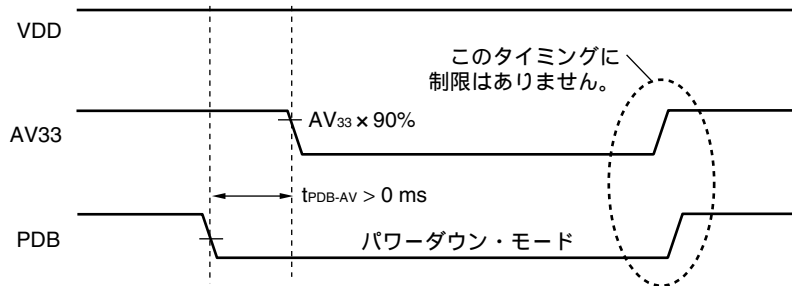 VDD
このタイミングに
制限はありません。
AV33
AV33 × 90%
tPDB-AV > 0 ms
PDB
パワーダウン・モード